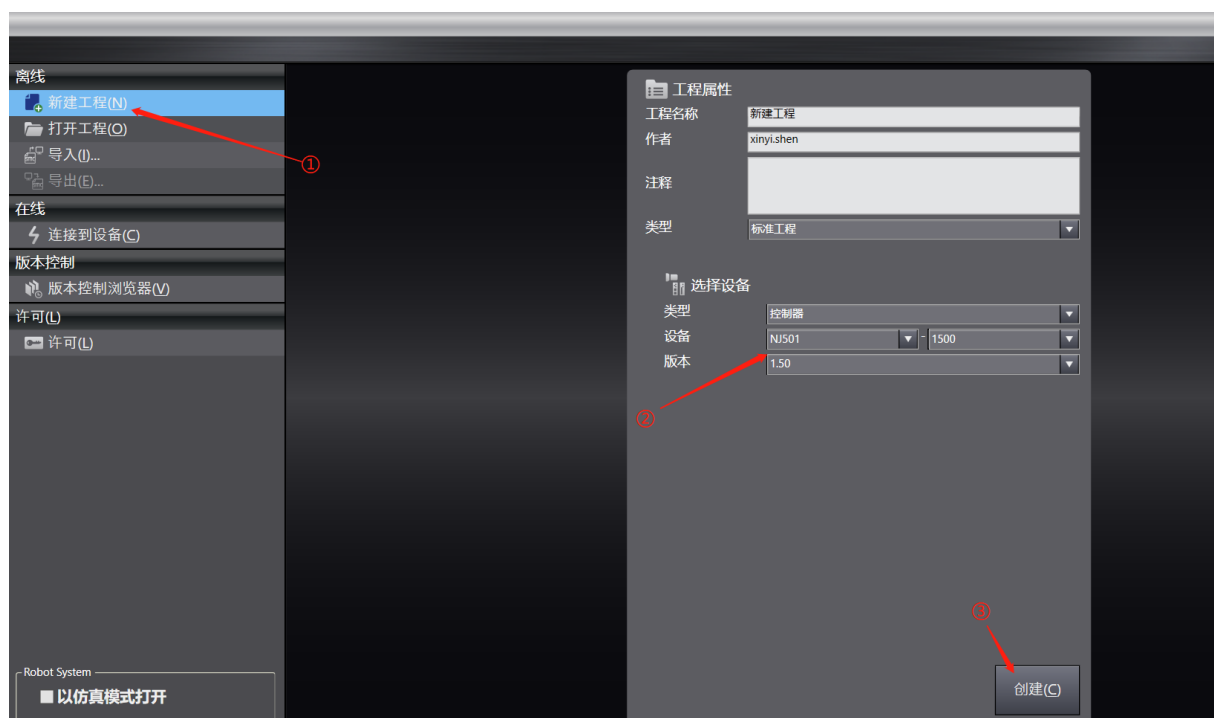 离线
新建工程(N)
打开工程(O)
导入(I)...
导出(E)...
在线
连接到设备(C)
版本控制
版本控制浏览器(V)
许可(L)
许可(L)
Robot System
以仿真模式打开
①
工程属性
工程名称 新建工程
作者 xinyi.shen
注释
类型 标准工程
选择设备
类型 控制器
设备 NJ501 - 1500
版本 1.50
②
③
创建(C)